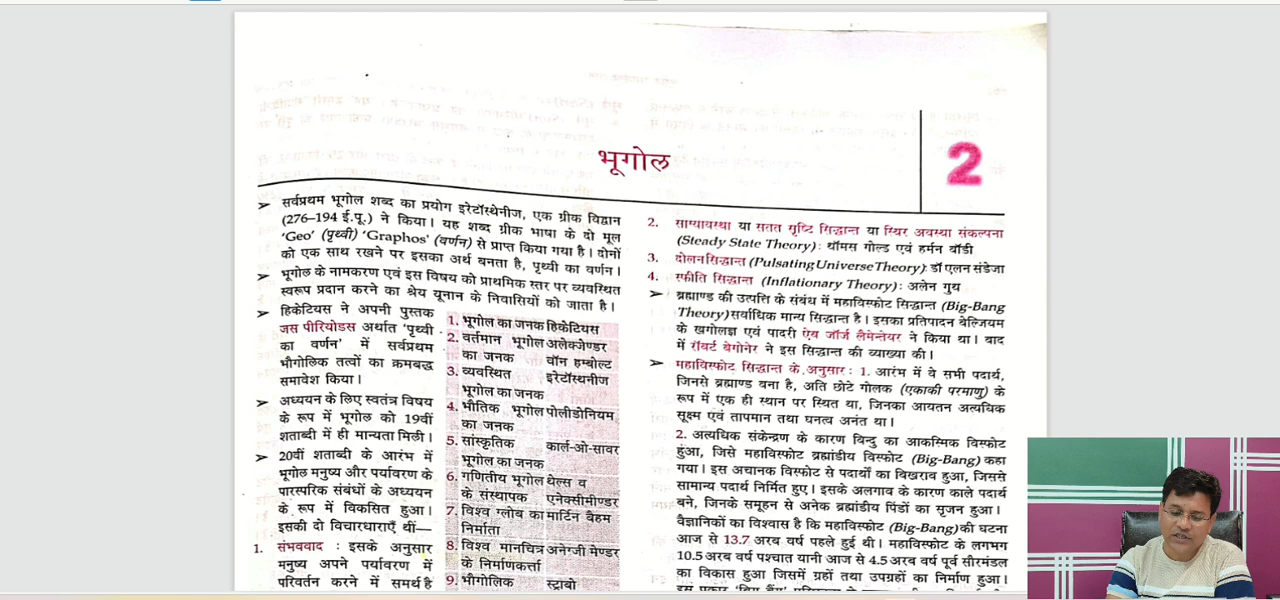 भूगोल
2
➤ सर्वप्रथम भूगोल शब्द का प्रयोग इरेटॉस्थेनीज, एक ग्रीक विद्वान
(276–194 ई.पू.) ने किया। यह शब्द ग्रीक भाषा के दो मूल
'Geo' (पृथ्वी) 'Graphos' (वर्णन) से प्राप्त किया गया है। दोनों
को एक साथ रखने पर इसका अर्थ बनता है, पृथ्वी का वर्णन।
➤ भूगोल के नामकरण एवं इस विषय को प्राथमिक स्तर पर व्यवस्थित
स्वरूप प्रदान करने का श्रेय यूनान के निवासियों को जाता है।
➤ हिकेटियस ने अपनी पुस्तक
जस पीरियोडस अर्थात 'पृथ्वी
का वर्णन' में सर्वप्रथम
भौगोलिक तत्वों का क्रमबद्ध
समावेश किया।
➤ अध्ययन के लिए स्वतंत्र विषय
के रूप में भूगोल को 19वीं
शताब्दी में ही मान्यता मिली।
➤ 20वीं शताब्दी के आरंभ में
भूगोल मनुष्य और पर्यावरण के
पारस्परिक संबंधों के अध्ययन
के रूप में विकसित हुआ।
इसकी दो विचारधाराएँ थीं—
1. संभववाद : इसके अनुसार
मनुष्य अपने पर्यावरण में
परिवर्तन करने में समर्थ है
1. भूगोल का जनक हिकेटियस
2. वर्तमान भूगोल अलेक्जेण्डर
का जनक वॉन हम्बोल्ट
3. व्यवस्थित इरेटॉस्थनीज
भूगोल का जनक
4. भौतिक भूगोल पोलीडोनियम
का जनक
5. सांस्कृतिक कार्ल-ओ-सावर
भूगोल का जनक
6. गणितीय भूगोल थेल्स व
के संस्थापक एनेक्सीमीण्डर
7. विश्व ग्लोब का मार्टिन बैहम
निर्माता
8. विश्व मानचित्र अनेग्जी मेण्डर
के निर्माणकर्ता
9. भौगोलिक स्ट्राबो
2. साम्यावस्था या सतत सृष्टि सिद्धान्त या स्थिर अवस्था संकल्पना
(Steady State Theory) : थॉमस गोल्ड एवं हर्मन बॉडी
3. दोलनसिद्धान्त (Pulsating Universe Theory): डॉ एलन संडेजा
4. स्फीति सिद्धान्त (Inflationary Theory) : अलेन गुथ
➤ ब्रह्माण्ड की उत्पत्ति के संबंध में महाविस्फोट सिद्धान्त (Big-Bang
Theory) सर्वाधिक मान्य सिद्धान्त है। इसका प्रतिपादन बेल्जियम
के खगोलज्ञ एवं पादरी ऐब जॉर्ज लैमेन्तेयर ने किया था। बाद
में रॉबर्ट बेगोनेर ने इस सिद्धान्त की व्याख्या की।
➤ महाविस्फोट सिद्धान्त के अनुसार : 1. आरंभ में वे सभी पदार्थ,
जिनसे ब्रह्माण्ड बना है, अति छोटे गोलक (एकाकी परमाणु) के
रूप में एक ही स्थान पर स्थित था, जिनका आयतन अत्यधिक
सूक्ष्म एवं तापमान तथा घनत्व अनंत था।
2. अत्यधिक संकेन्द्रण के कारण बिन्दु का आकस्मिक विस्फोट
हुआ, जिसे महाविस्फोट ब्रह्मांडीय विस्फोट (Big-Bang) कहा
गया। इस अचानक विस्फोट से पदार्थों का बिखराव हुआ, जिससे
सामान्य पदार्थ निर्मित हुए। इसके अलगाव के कारण काले पदार्थ
बने, जिनके समूहन से अनेक ब्रह्मांडीय पिंडों का सृजन हुआ।
वैज्ञानिकों का विश्वास है कि महाविस्फोट (Big-Bang) की घटना
आज से 13.7 अरब वर्ष पहले हुई थी। महाविस्फोट के लगभग
10.5 अरब वर्ष पश्चात यानी आज से 4.5 अरब वर्ष पूर्व सौरमंडल
का विकास हुआ जिसमें ग्रहों तथा उपग्रहों का निर्माण हुआ।